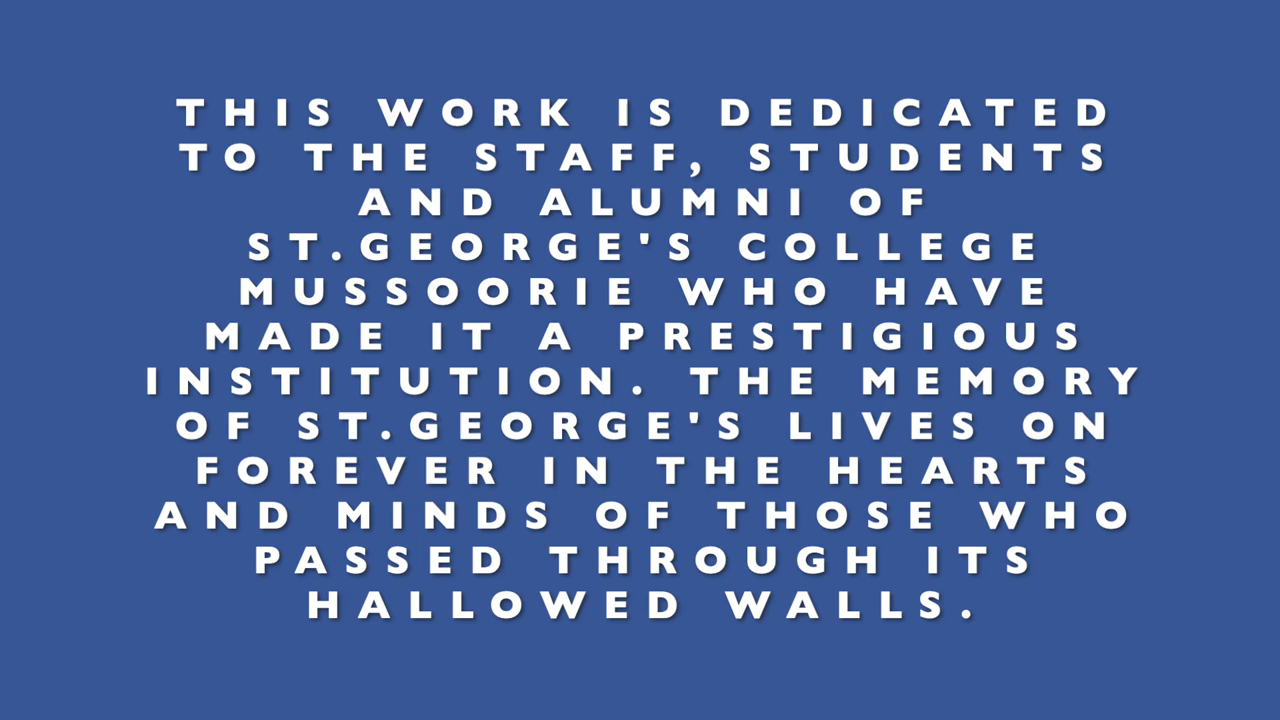 THIS WORK IS DEDICATED
TO THE STAFF, STUDENTS
AND ALUMNI OF
ST.GEORGE'S COLLEGE
MUSSOORIE WHO HAVE
MADE IT A PRESTIGIOUS
INSTITUTION. THE MEMORY
OF ST.GEORGE'S LIVES ON
FOREVER IN THE HEARTS
AND MINDS OF THOSE WHO
PASSED THROUGH ITS
HALLOWED WALLS.